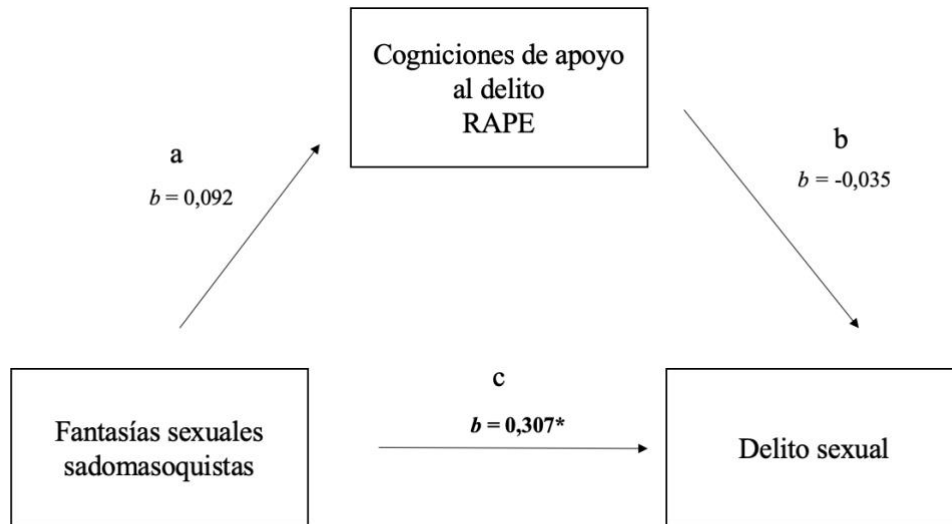 Cogniciones de apoyo
al delito
RAPE
a
b = 0,092
b
b = -0,035
c
b = 0,307*
Fantasías sexuales
sadomasoquistas
Delito sexual